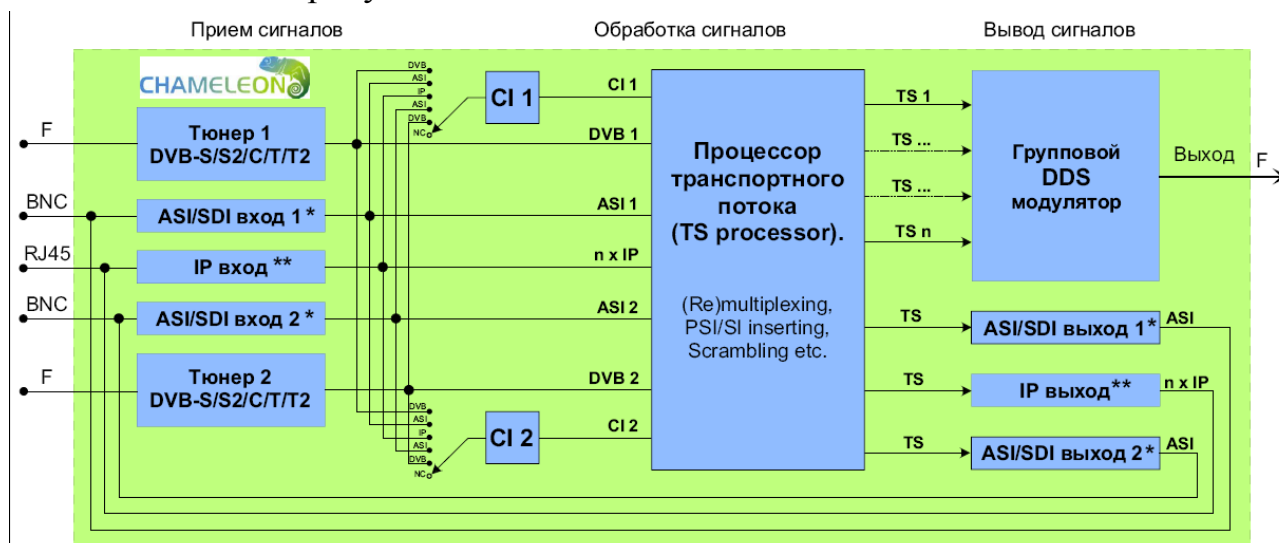 Прием сигналов
Обработка сигналов
Вывод сигналов
CHAMELEON
DVB
ASI
IP
ASI
DVB
NC
CI 1
CI 1
F
Тюнер 1
DVB-S/S2/C/T/T2
DVB 1
BNC
ASI/SDI вход 1*
ASI 1
RJ45
IP вход **
n x IP
BNC
ASI/SDI вход 2*
ASI 2
F
Тюнер 2
DVB-S/S2/C/T/T2
DVB 2
DVB
ASI
IP
ASI
DVB
NC
CI 2
CI 2
Процессор
транспортного
потока
(TS processor).
(Re)multiplexing,
PSI/SI inserting,
Scrambling etc.
TS 1
TS ...
TS ...
TS n
Групповой
DDS
модулятор
Выход
F
TS
ASI/SDI выход 1*
ASI
TS
IP выход**
n x IP
TS
ASI/SDI выход 2*
ASI